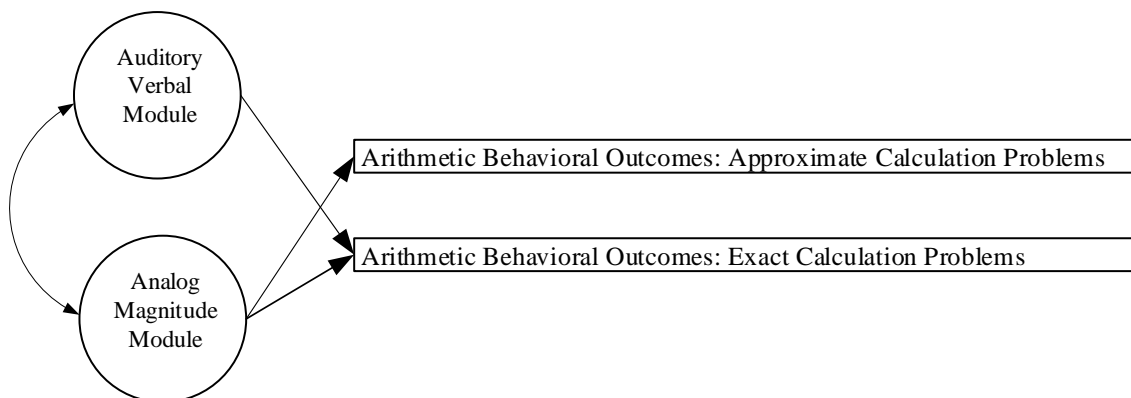 Auditory
Verbal
Module
Arithmetic Behavioral Outcomes: Approximate Calculation Problems
Arithmetic Behavioral Outcomes: Exact Calculation Problems
Analog
Magnitude
Module